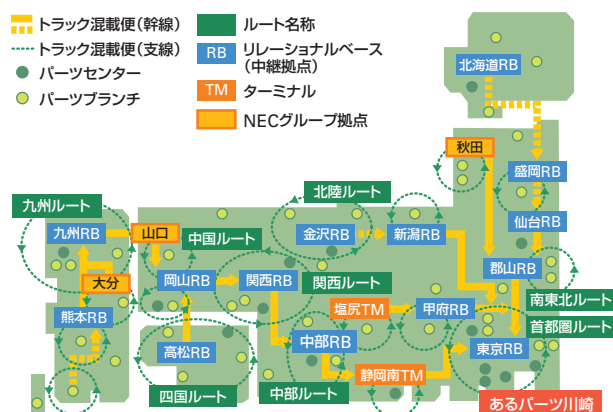 トラック混載便(幹線)
トラック混載便(支線)
パーツセンター
パーツブランチ
ルート名称
RB リレーショナルベース
(中継拠点)
TM ターミナル
NECグループ拠点
北海道RB
秋田
盛岡RB
仙台RB
郡山RB
南東北ルート
首都圏ルート
東京RB
あるパーツ川崎
北陸ルート
金沢RB
新潟RB
九州ルート
九州RB
山口
中国ルート
大分
熊本RB
岡山RB
関西RB
関西ルート
塩尻TM
甲府RB
中部RB
静岡南TM
高松RB
四国ルート
中部ルート